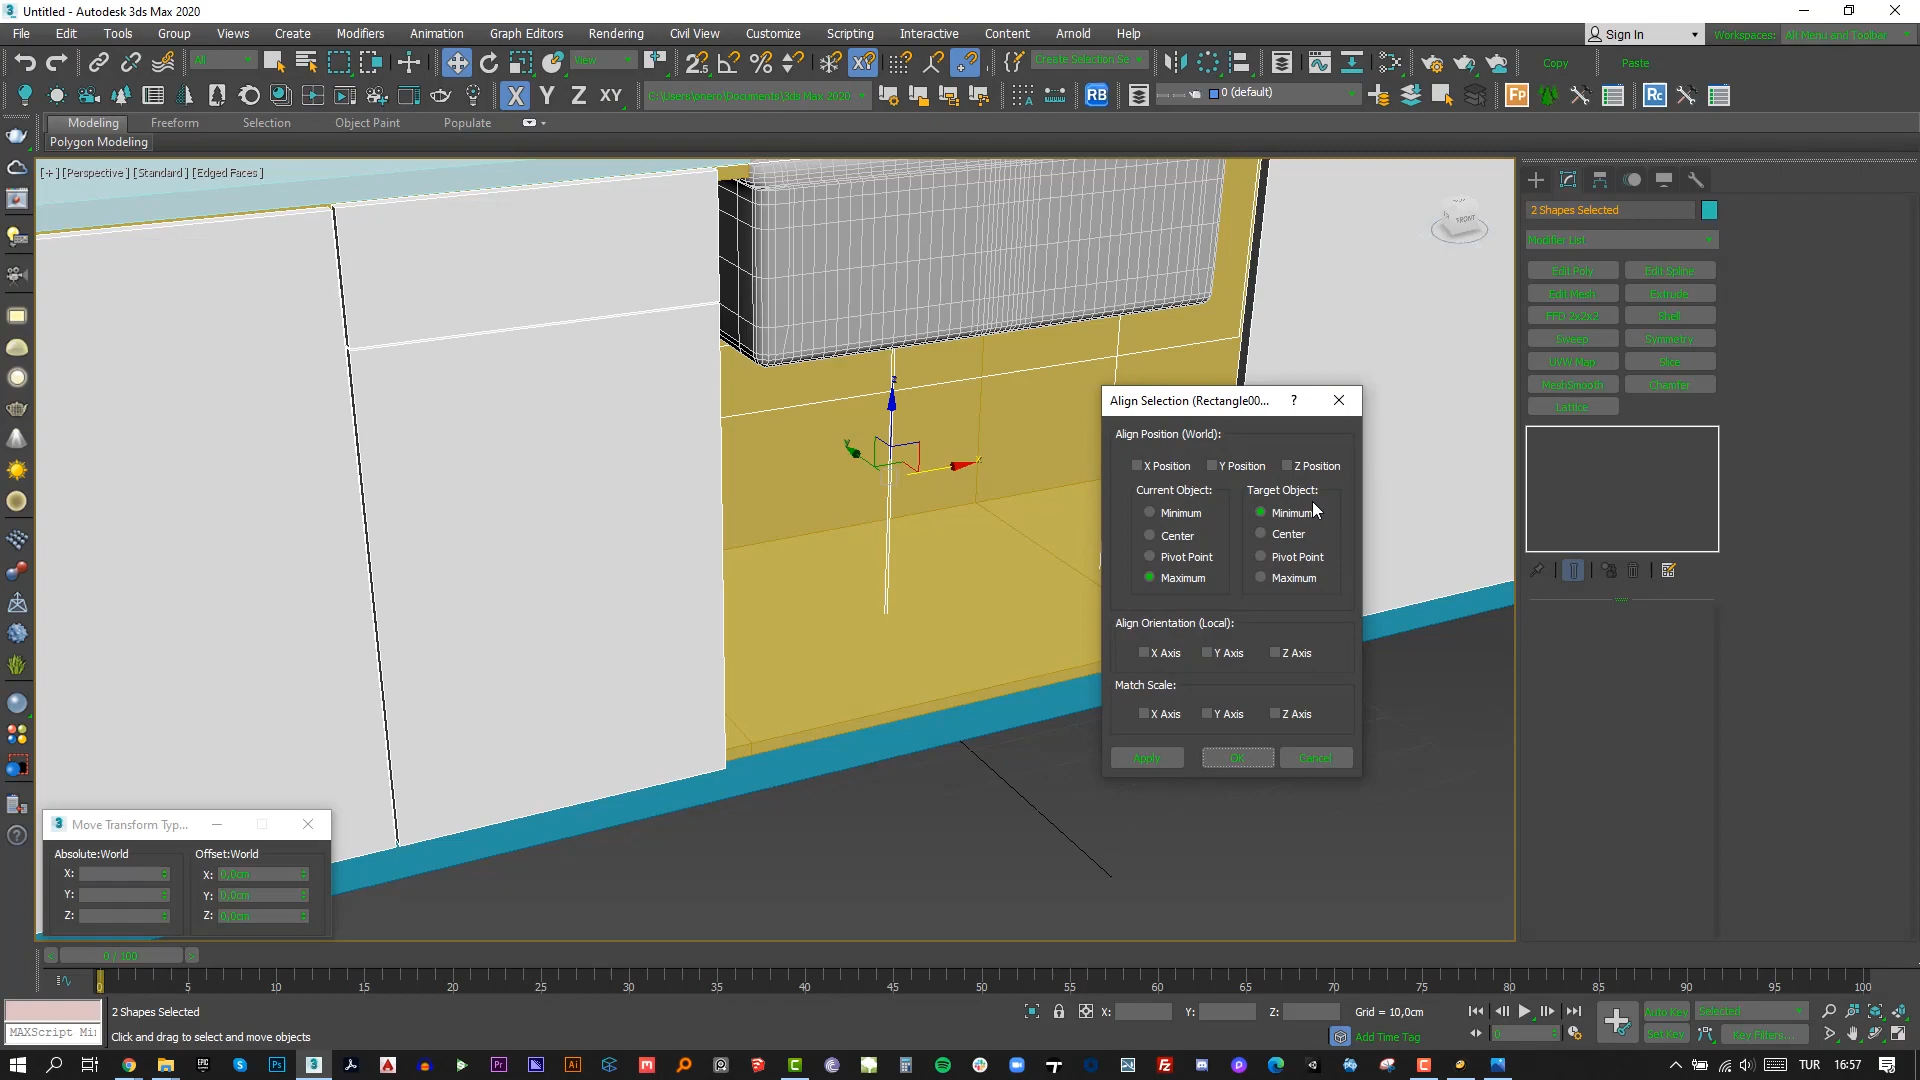 Untitled - Autodesk 3ds Max 2020
File Edit Tools Group Views Create Modifiers Animation Graph Editors Rendering Civil View Customize Scripting Interactive Content Arnold Help
Sign In Workspaces: Alt Menu and Toolbar
All View Create Selection Se Copy Paste
X Y Z XY C:\Users\onero\Documents\3ds Max 2020 RB 0 (default) Fp Rc
Modeling Freeform Selection Object Paint Populate
Polygon Modeling
[+] [Perspective ] [Standard ] [Edged Faces ]
FRONT
2 Shapes Selected
Modifier List
Edit Poly Edit Spline
Edit Mesh Extrude
FFD 2x2x2 Shell
Sweep Symmetry
UVW Map Slice
MeshSmooth Chamfer
Lattice
Align Selection (Rectangle00... ?
Align Position (World):
X Position Y Position Z Position
Current Object: Target Object:
Minimum Minimum
Center Center
Pivot Point Pivot Point
Maximum Maximum
Align Orientation (Local):
X Axis Y Axis Z Axis
Match Scale:
X Axis Y Axis Z Axis
Apply OK Cancel
3 Move Transform Typ...
Absolute:World Offset:World
X: X: 0,0cm
Y: Y: 0,0cm
Z: Z: 0,0cm
0 / 100
0 5 10 15 20 25 30 35 40 45 50 55 60 65 70 75 80 85 90 95 100
2 Shapes Selected X: Y: Z: Grid = 10,0cm Auto Key Selected
MAXScript Mi Click and drag to select and move objects Add Time Tag 0 Set Key Key Filters...
TUR 16:57